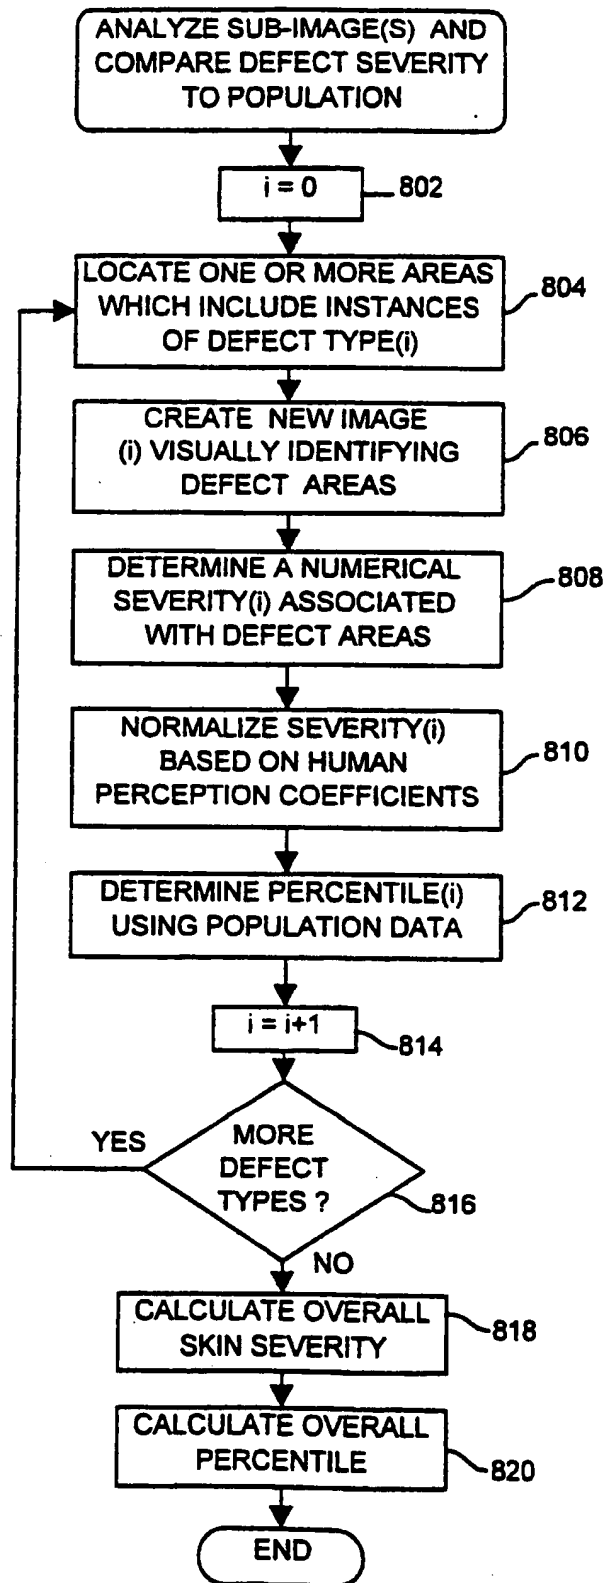 ANALYZE SUB-IMAGE(S) AND
COMPARE DEFECT SEVERITY
TO POPULATION
i = 0
802
LOCATE ONE OR MORE AREAS
WHICH INCLUDE INSTANCES
OF DEFECT TYPE(i)
804
CREATE NEW IMAGE
(i) VISUALLY IDENTIFYING
DEFECT AREAS
806
DETERMINE A NUMERICAL
SEVERITY(i) ASSOCIATED
WITH DEFECT AREAS
808
NORMALIZE SEVERITY(i)
BASED ON HUMAN
PERCEPTION COEFFICIENTS
810
DETERMINE PERCENTILE(i)
USING POPULATION DATA
812
i = i+1
814
YES
MORE
DEFECT
TYPES ?
816
NO
CALCULATE OVERALL
SKIN SEVERITY
818
CALCULATE OVERALL
PERCENTILE
820
END